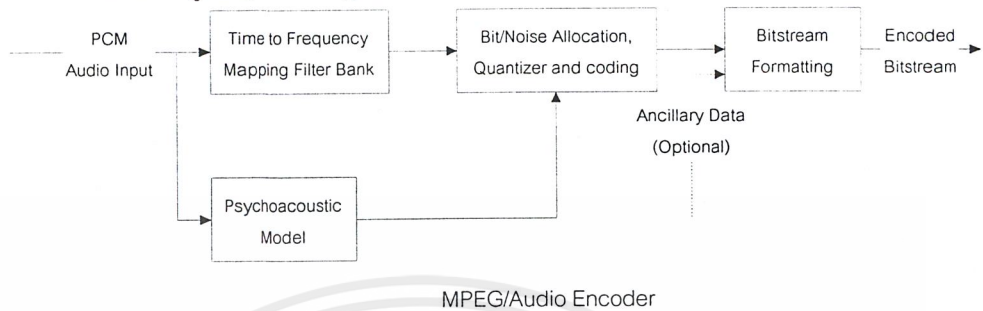 PCM
Audio Input
Time to Frequency
Mapping Filter Bank
Bit/Noise Allocation,
Quantizer and coding
Bitstream
Formatting
Encoded
Bitstream
Ancillary Data
(Optional)
Psychoacoustic
Model
MPEG/Audio Encoder